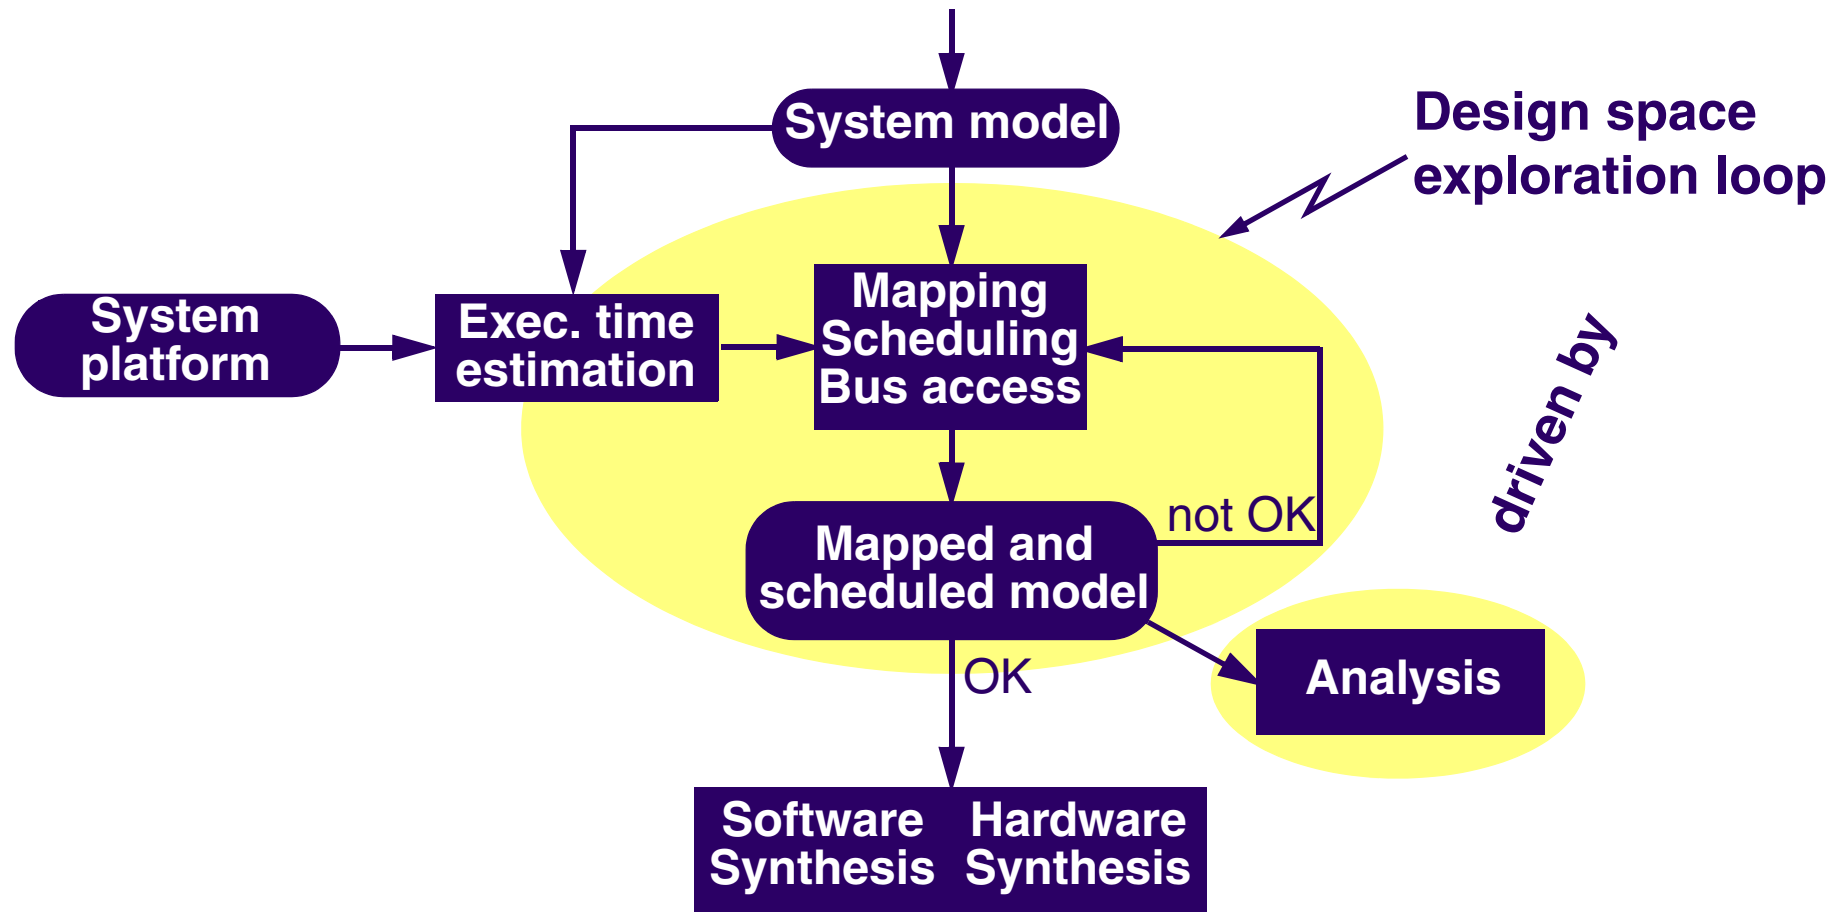 System model
Design space
exploration loop
System
platform
Exec. time
estimation
Mapping
Scheduling
Bus access
driven by
not OK
Mapped and
scheduled model
OK
Analysis
Software
Synthesis
Hardware
Synthesis